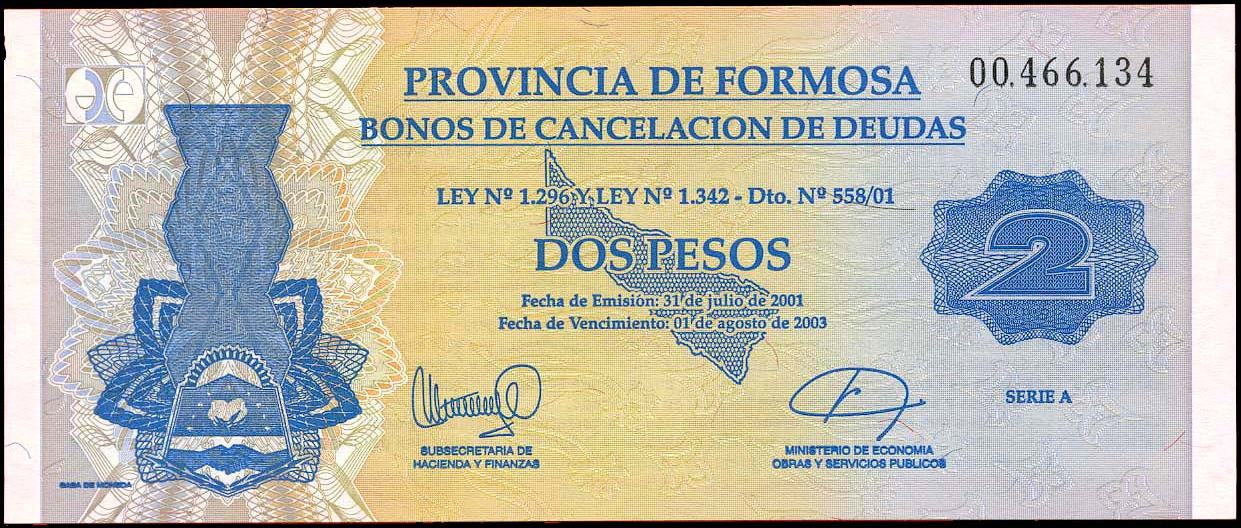 PROVINCIA DE FORMOSA
00.466.134
BONOS DE CANCELACION DE DEUDAS
LEY Nº 1.296 Y LEY Nº 1.342 - Dto. Nº 558/01
DOS PESOS
2
Fecha de Emisión: 31 de julio de 2001
Fecha de Vencimiento: 01 de agosto de 2003
SERIE A
SUBSECRETARIA DE
HACIENDA Y FINANZAS
MINISTERIO DE ECONOMIA
OBRAS Y SERVICIOS PUBLICOS
CASA DE MONEDA